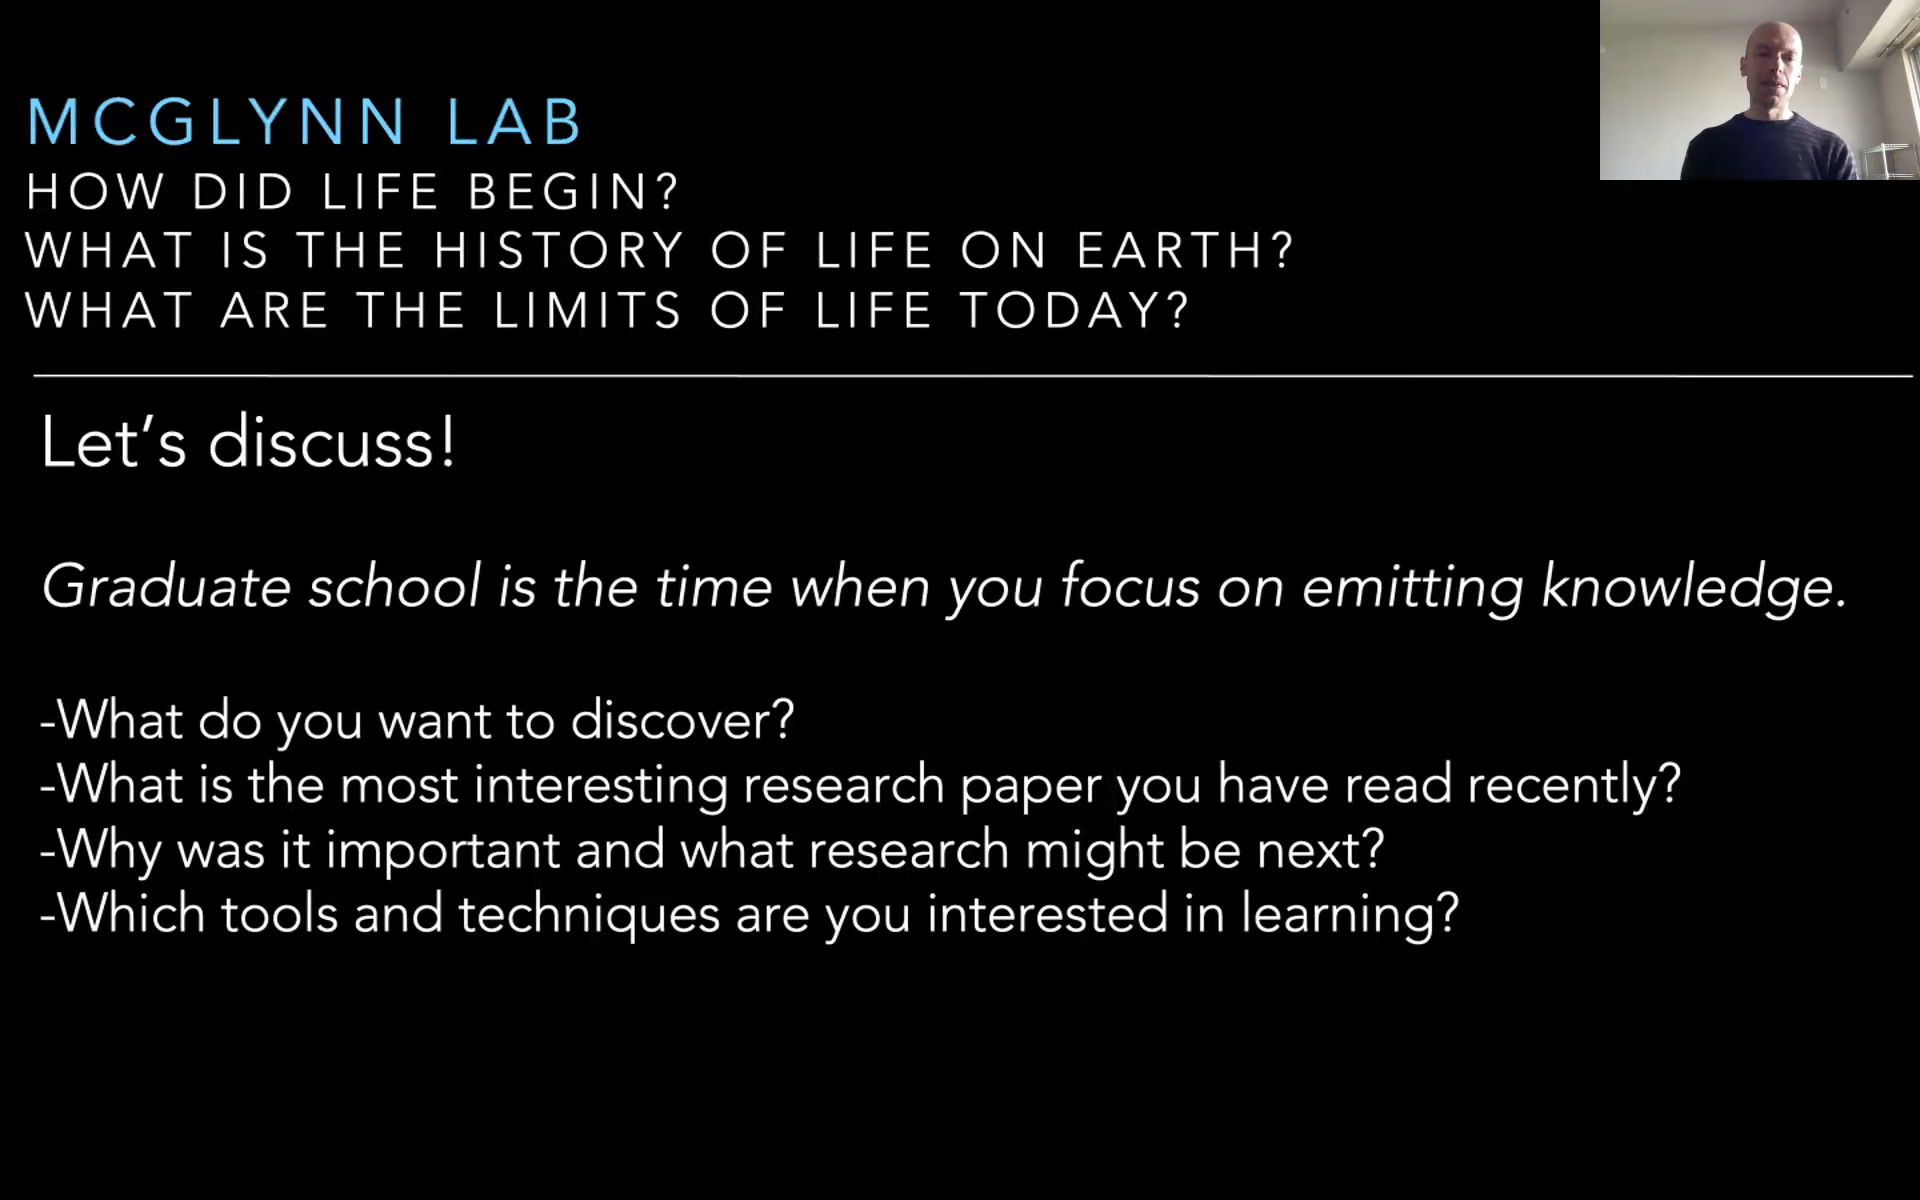 MCGLYNN LAB
HOW DID LIFE BEGIN?
WHAT IS THE HISTORY OF LIFE ON EARTH?
WHAT ARE THE LIMITS OF LIFE TODAY?
Let’s discuss!
Graduate school is the time when you focus on emitting knowledge.
-What do you want to discover?
-What is the most interesting research paper you have read recently?
-Why was it important and what research might be next?
-Which tools and techniques are you interested in learning?